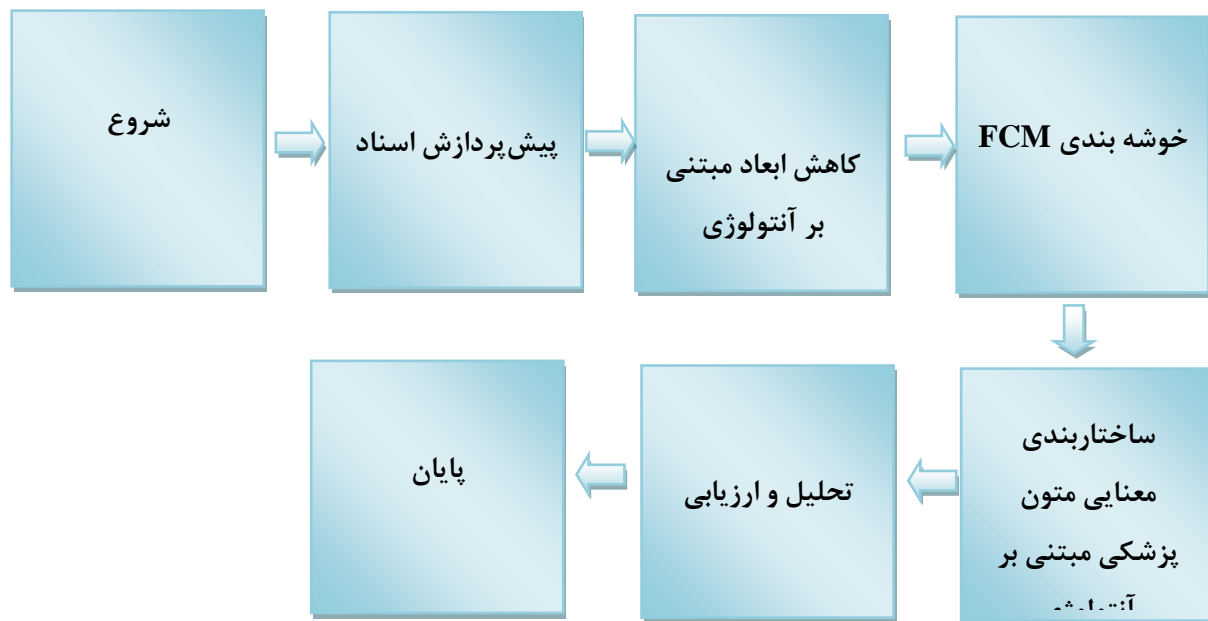 شروع
پیش‌پردازش اسناد
کاهش ابعاد مبتنی
بر آنتولوژی
خوشه بندی FCM
ساختاربندی
معنایی متون
پزشکی مبتنی بر
تحلیل و ارزیابی
پایان